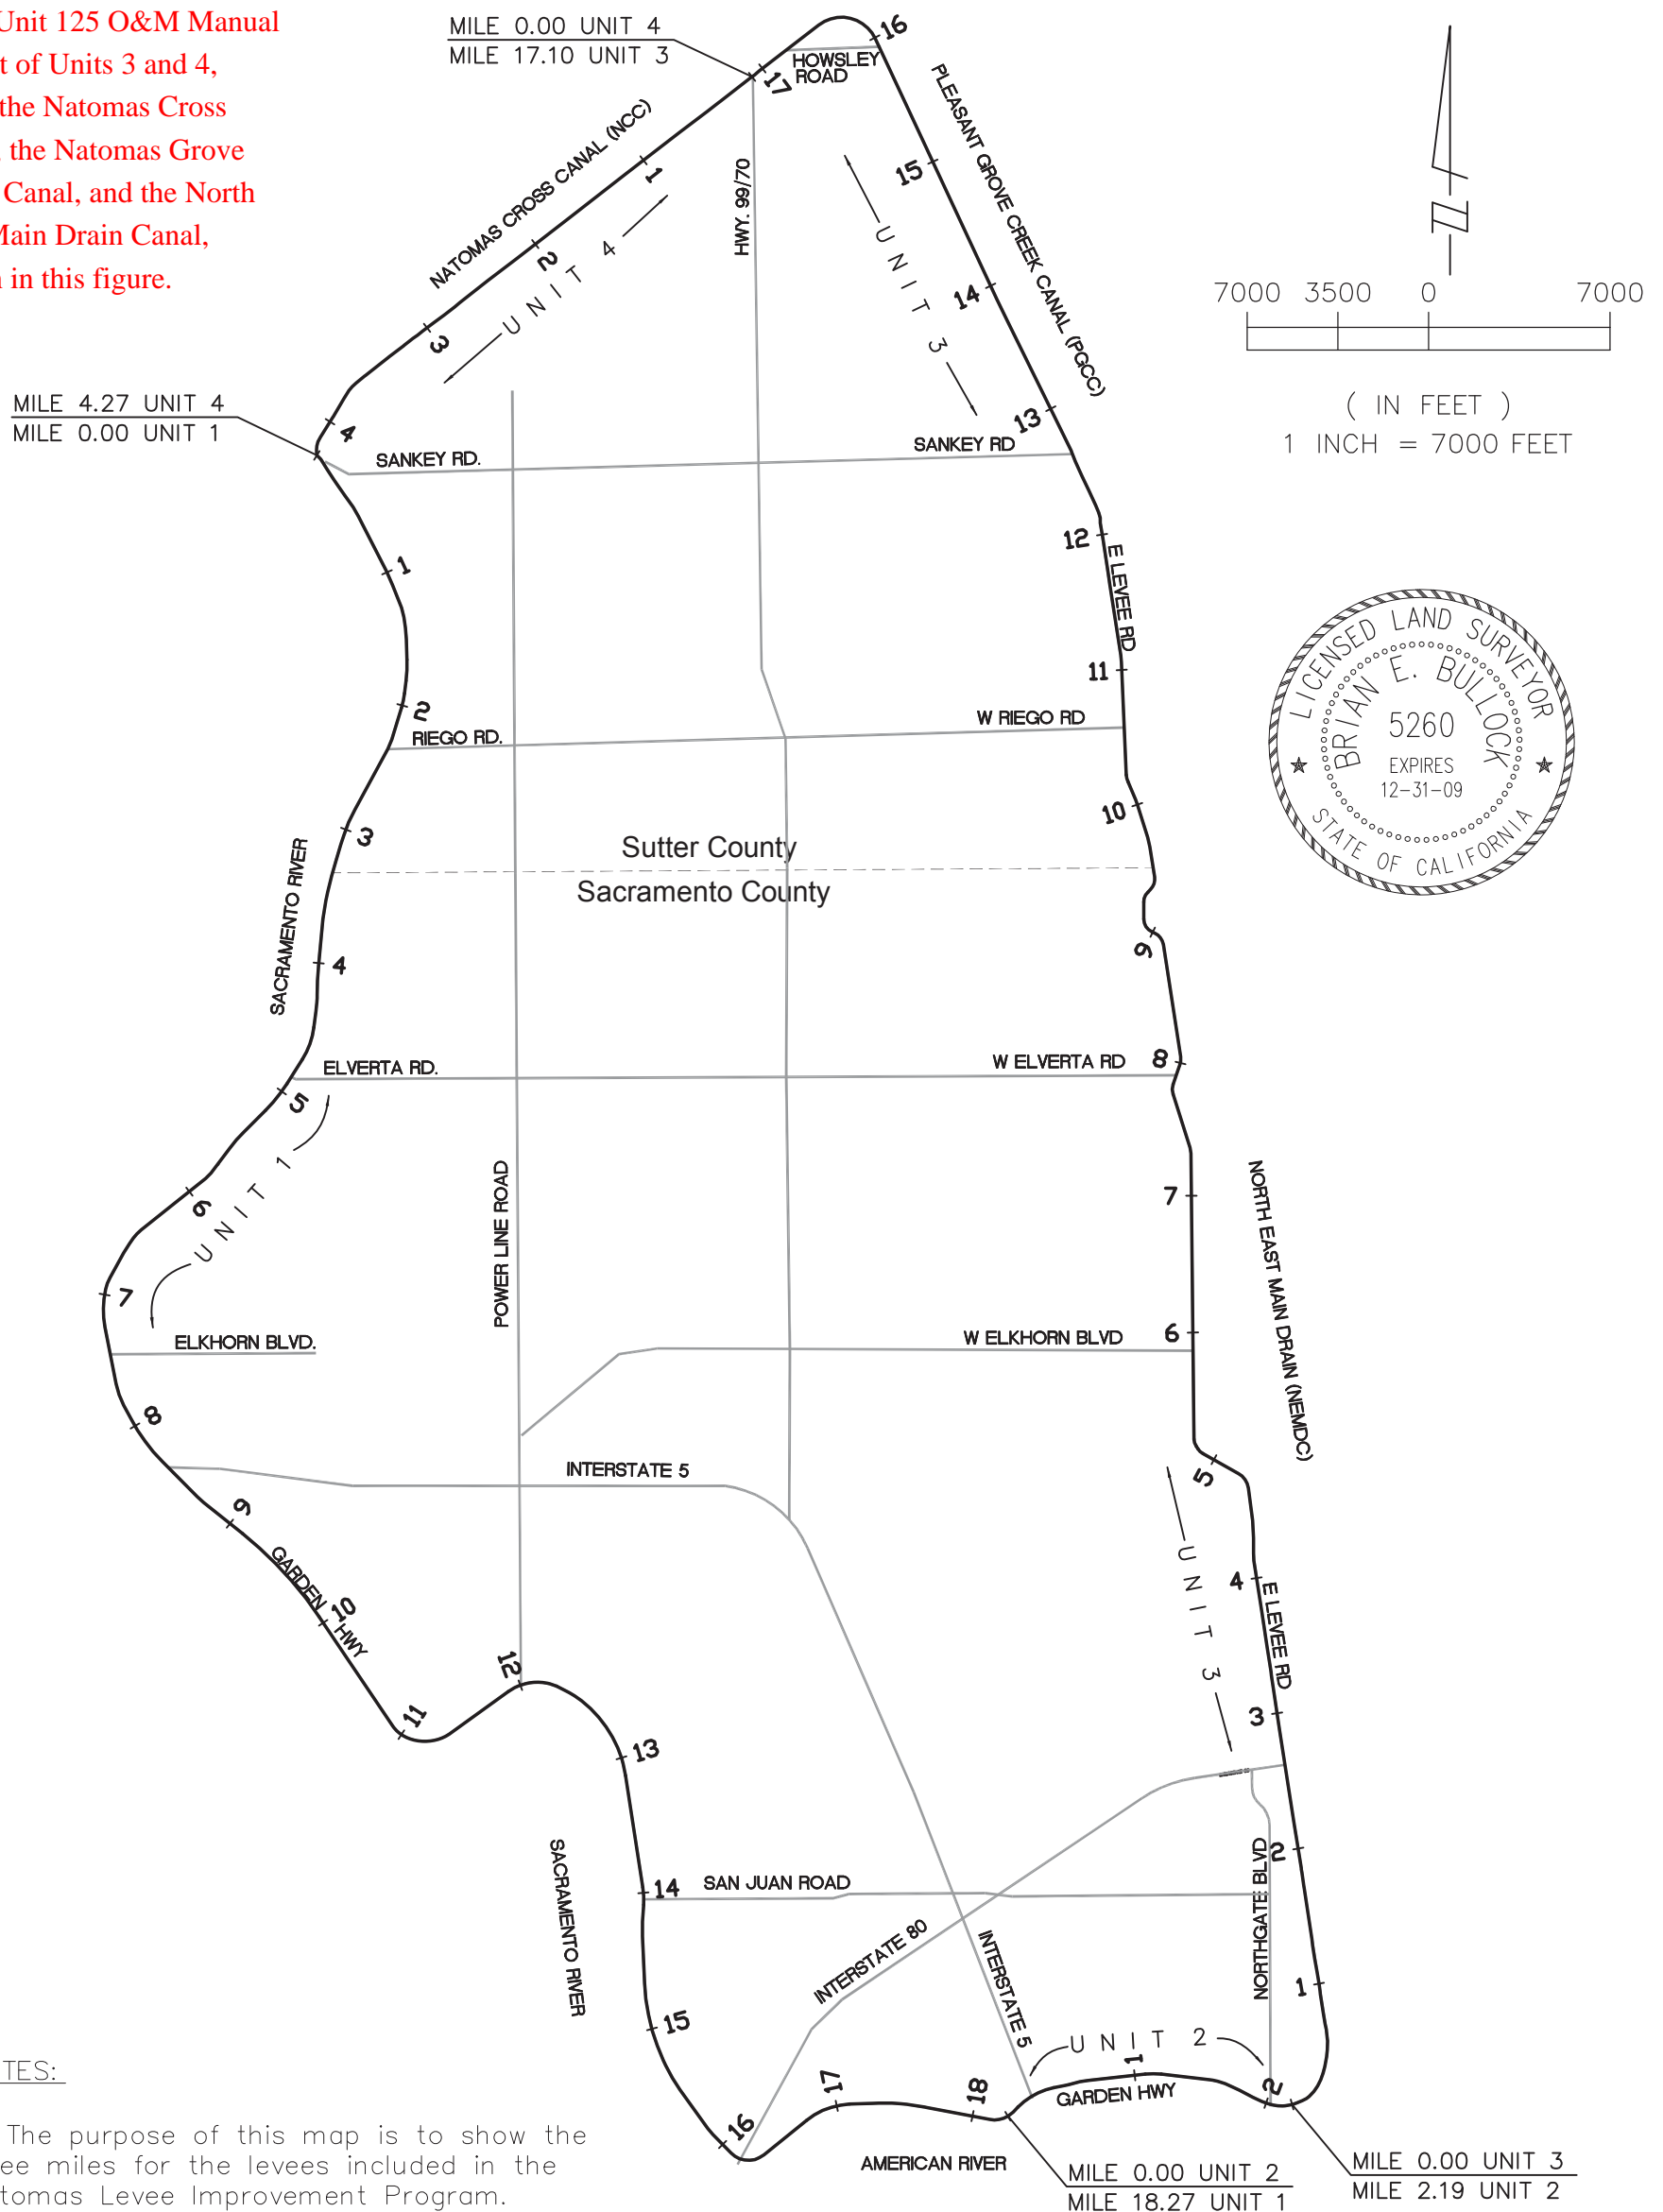 Unit 125 O&M Manual
t of Units 3 and 4,
the Natomas Cross
the Natomas Grove
Canal, and the North
Main Drain Canal,
in this figure.
MILE 0.00 UNIT 4
MILE 17.10 UNIT 3
16
HOWSLEY
ROAD
17
PLEASANT GROVE CREEK CANAL (PGCC)
NATOMAS CROSS CANAL (NCC)
HWY. 99/70
1
2
3
4
UNIT 4
15
14
13
UNIT 3
7000 3500 0 7000
( IN FEET )
1 INCH = 7000 FEET
MILE 4.27 UNIT 4
MILE 0.00 UNIT 1
SANKEY RD.
SANKEY RD
12
E LEVEE RD
11
1
2
RIEGO RD.
W RIEGO RD
10
LICENSED LAND SURVEYOR
BRIAN E. BULLOCK
5260
EXPIRES
12-31-09
STATE OF CALIFORNIA
3
Sutter County
Sacramento County
SACRAMENTO RIVER
4
9
ELVERTA RD.
W ELVERTA RD
8
5
UNIT 1
6
POWER LINE ROAD
7
NORTH EAST MAIN DRAIN (NEMDC)
7
ELKHORN BLVD.
W ELKHORN BLVD
6
8
INTERSTATE 5
5
9
GARDEN HWY
10
UNIT 3
4
E LEVEE RD
3
12
11
13
SACRAMENTO RIVER
14
SAN JUAN ROAD
NORTHGATE BLVD
2
INTERSTATE 80
INTERSTATE 5
1
15
UNIT 2
1
2
17
18
GARDEN HWY
16
AMERICAN RIVER
MILE 0.00 UNIT 2
MILE 18.27 UNIT 1
MILE 0.00 UNIT 3
MILE 2.19 UNIT 2
TES:
The purpose of this map is to show the
ee miles for the levees included in the
tomas Levee Improvement Program.